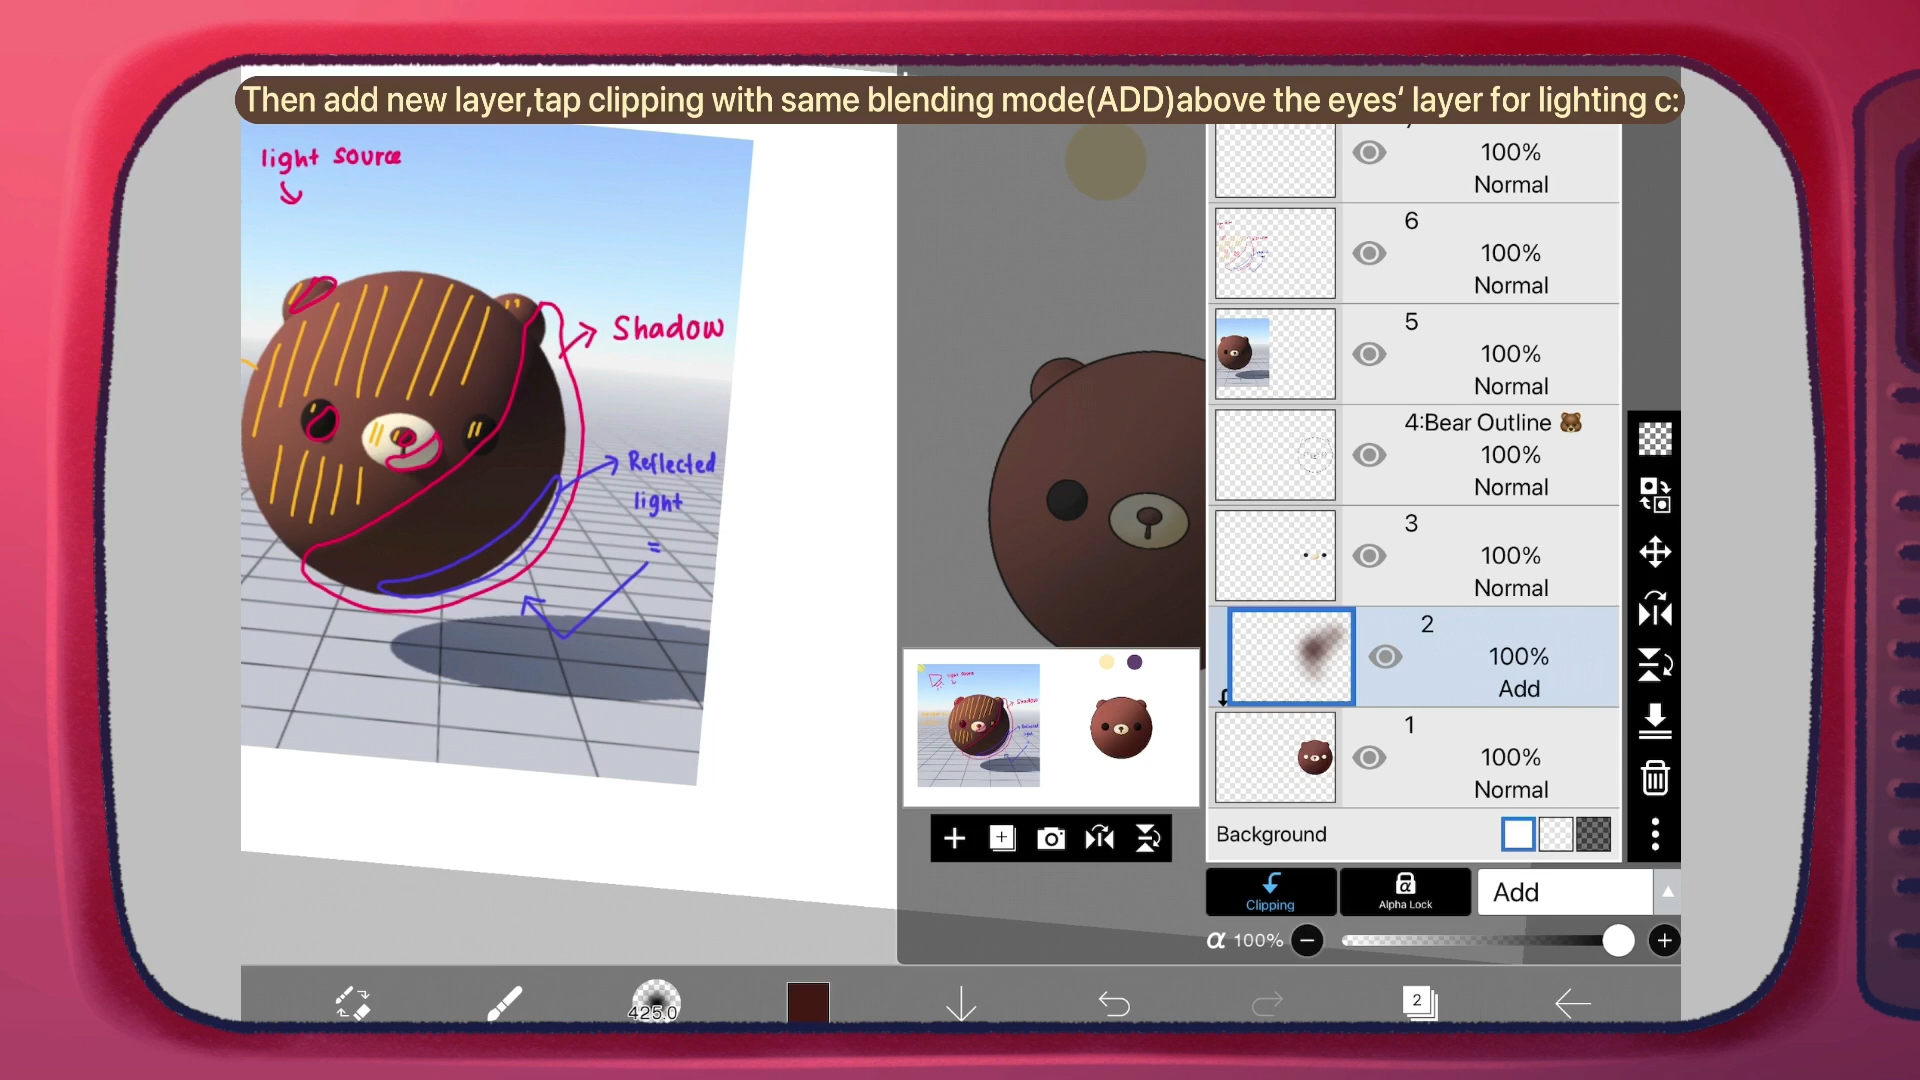 Then add new layer,tap clipping with same blending mode(ADD)above the eyes‘ layer for lighting c:
light source
Shadow
Reflected
light
=
100%
Normal
6
100%
Normal
5
100%
Normal
4:Bear Outline 🐻
100%
Normal
3
100%
Normal
2
100%
Add
1
100%
Normal
Background
Clipping
α
Alpha Lock
Add
α 100%
425.0
2